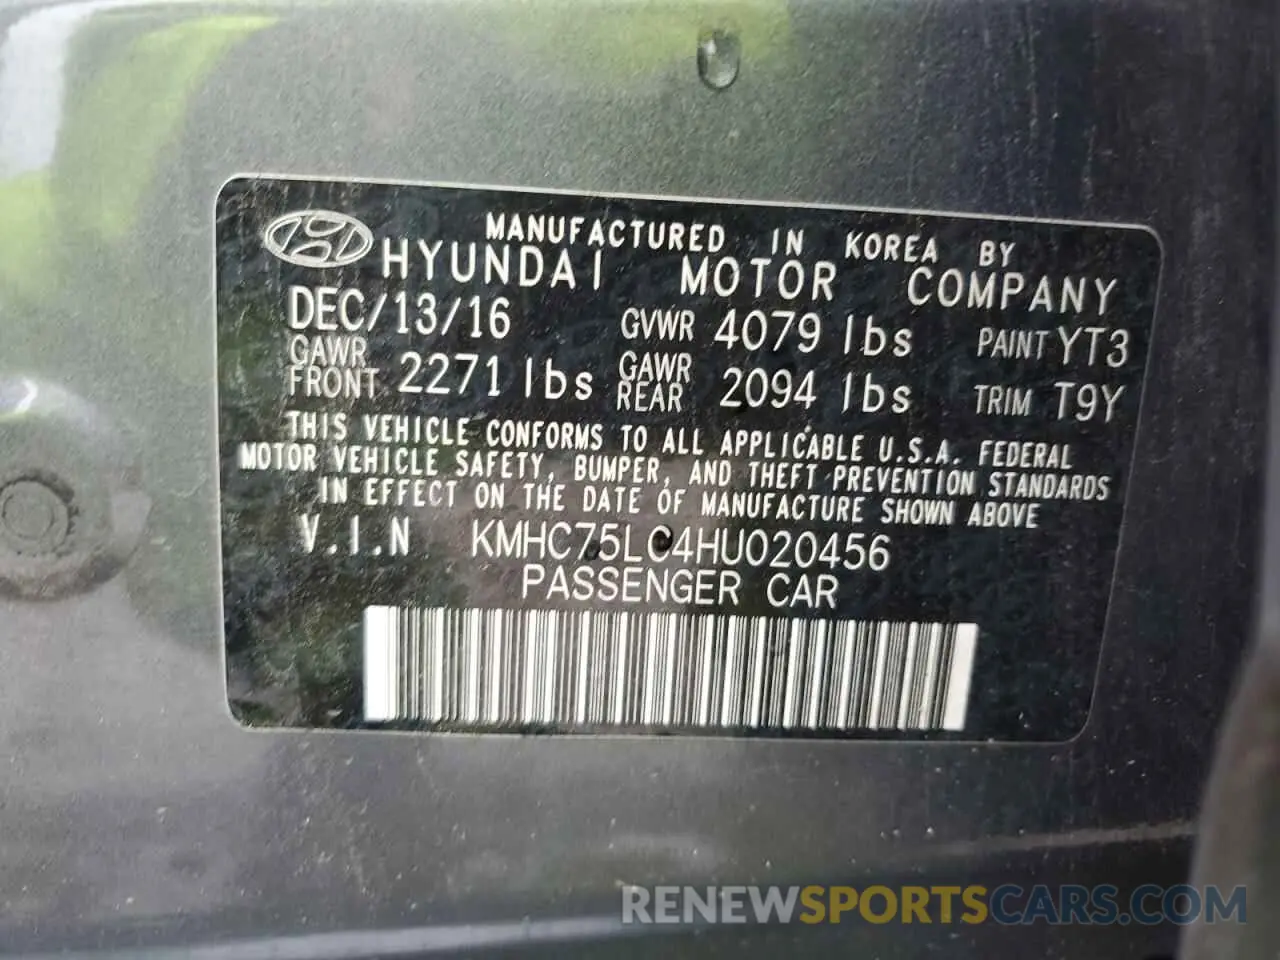 MANUFACTURED IN KOREA BY
HYUNDAI MOTOR COMPANY
DEC/13/16 GVWR 4079 lbs PAINT YT3
GAWR FRONT 2271 lbs GAWR REAR 2094 lbs TRIM T9Y
THIS VEHICLE CONFORMS TO ALL APPLICABLE U.S.A. FEDERAL
MOTOR VEHICLE SAFETY, BUMPER, AND THEFT PREVENTION STANDARDS
IN EFFECT ON THE DATE OF MANUFACTURE SHOWN ABOVE
V.I.N KMHC75LC4HU020456
PASSENGER CAR
RENEWSPORTSCARS.COM